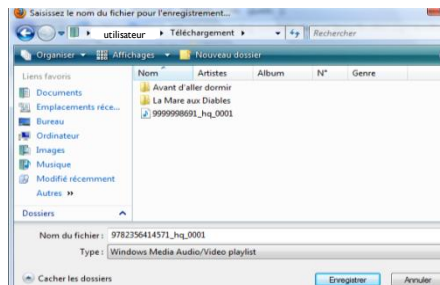 Saisissez le nom du fichier pour l'enregistrement...
utilisateur Téléchargement Rechercher
Organiser Affichages Nouveau dossier
Liens favoris
Documents
Emplacements réce...
Bureau
Ordinateur
Images
Musique
Modifié récemment
Autres »
Dossiers
Nom Artistes Album N° Genre
Avant d'aller dormir
La Mare aux Diables
9999998691_hq_0001
Nom du fichier : 9782356414571_hq_0001
Type : Windows Media Audio/Video playlist
Cacher les dossiers Enregistrer Annuler